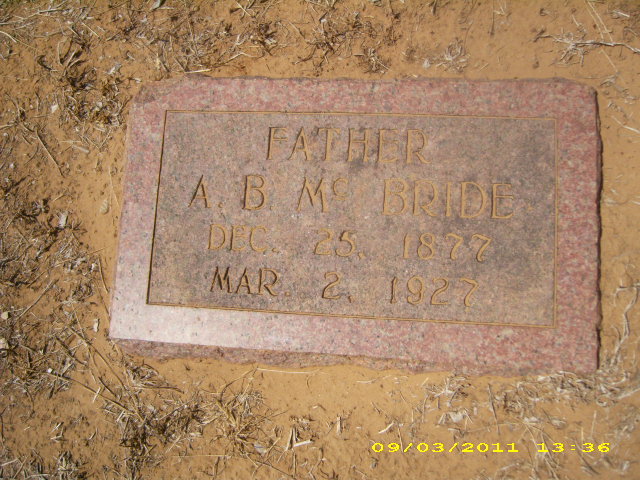 FATHER
A. B. Mc BRIDE
DEC. 25, 1877
MAR. 2, 1927
09/03/2011 13:36